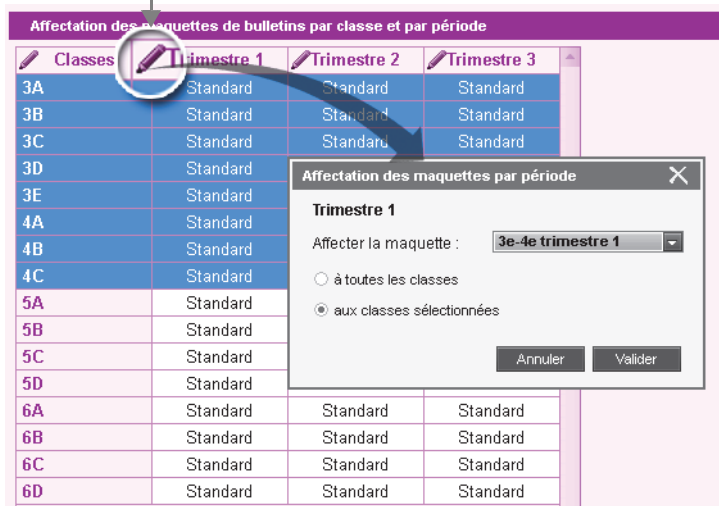 Affectation des maquettes de bulletins par classe et par période
Classes Trimestre 1 Trimestre 2 Trimestre 3
3A Standard Standard Standard
3B Standard Standard Standard
3C Standard Standard Standard
3D Standard
3E Standard
4A Standard
4B Standard
4C Standard
5A Standard
5B Standard
5C Standard
5D Standard
6A Standard Standard Standard
6B Standard Standard Standard
6C Standard Standard Standard
6D Standard Standard Standard
Affectation des maquettes par période
Trimestre 1
Affecter la maquette : 3e-4e trimestre 1
à toutes les classes
aux classes sélectionnées
Annuler Valider